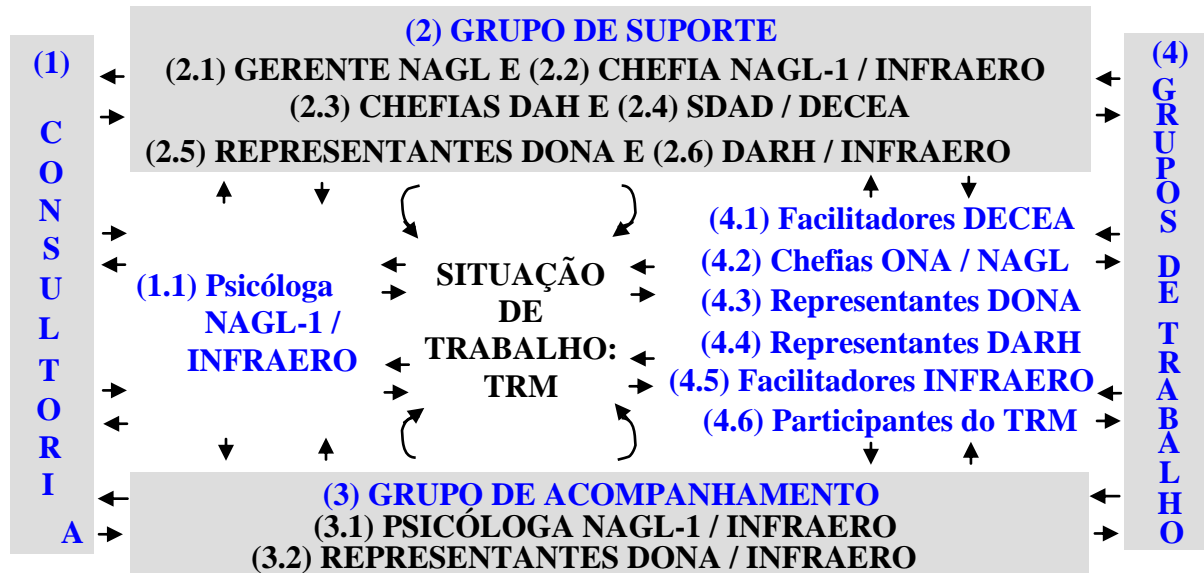 (1) CONSULTORIA
(2) GRUPO DE SUPORTE
(2.1) GERENTE NAGL E (2.2) CHEFIA NAGL-1 / INFRAERO
(2.3) CHEFIAS DAH E (2.4) SDAD / DECEA
(2.5) REPRESENTANTES DONA E (2.6) DARH / INFRAERO
(1.1) Psicóloga
NAGL-1 /
INFRAERO
SITUAÇÃO
DE
TRABALHO:
TRM
(4.1) Facilitadores DECEA
(4.2) Chefias ONA / NAGL
(4.3) Representantes DONA
(4.4) Representantes DARH
(4.5) Facilitadores INFRAERO
(4.6) Participantes do TRM
(3) GRUPO DE ACOMPANHAMENTO
(3.1) PSICÓLOGA NAGL-1 / INFRAERO
(3.2) REPRESENTANTES DONA / INFRAERO
(4) GRUPOS DE TRABALHO